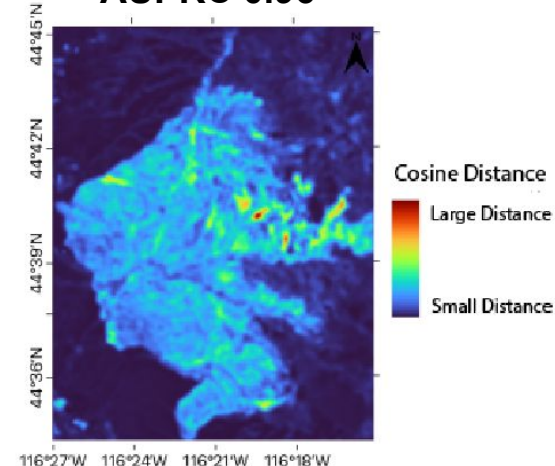 44°45'N
N
44°42'N
Cosine Distance
Large Distance
44°39'N
Small Distance
44°36'N
116°27'W 116°24'W 116°21'W 116°18'W